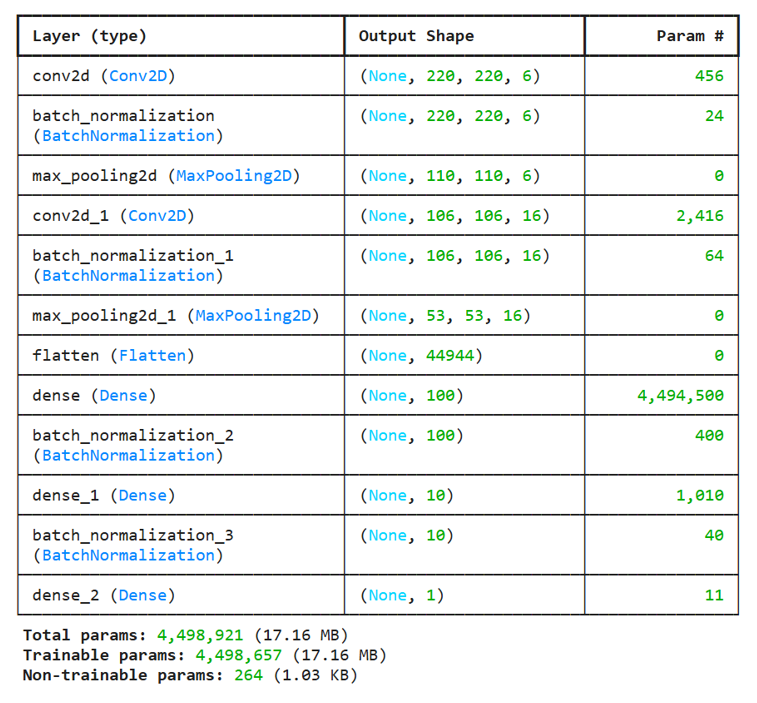 Layer (type) Output Shape Param #
conv2d (Conv2D) (None, 220, 220, 6) 456
batch_normalization (None, 220, 220, 6) 24
(BatchNormalization)
max_pooling2d (MaxPooling2D) (None, 110, 110, 6) 0
conv2d_1 (Conv2D) (None, 106, 106, 16) 2,416
batch_normalization_1 (None, 106, 106, 16) 64
(BatchNormalization)
max_pooling2d_1 (MaxPooling2D) (None, 53, 53, 16) 0
flatten (Flatten) (None, 44944) 0
dense (Dense) (None, 100) 4,494,500
batch_normalization_2 (None, 100) 400
(BatchNormalization)
dense_1 (Dense) (None, 10) 1,010
batch_normalization_3 (None, 10) 40
(BatchNormalization)
dense_2 (Dense) (None, 1) 11
Total params: 4,498,921 (17.16 MB)
Trainable params: 4,498,657 (17.16 MB)
Non-trainable params: 264 (1.03 KB)